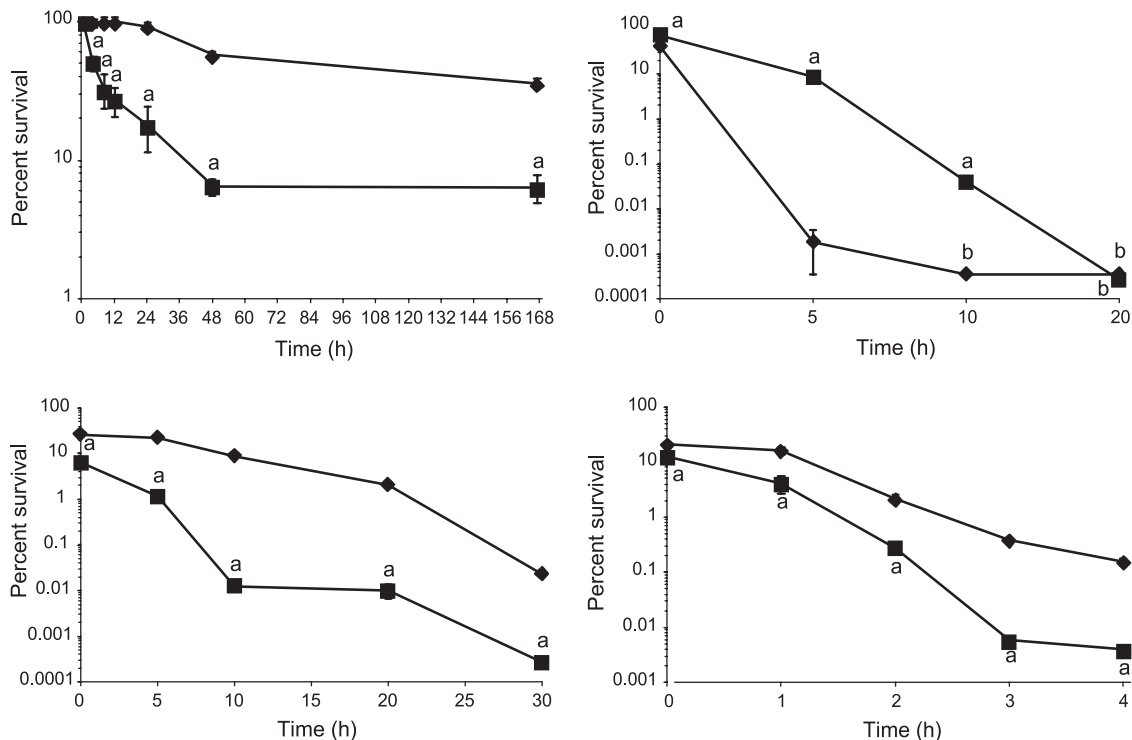 100
10
1
Percent survival
a
a
a
a
a
a
0 12 24 36 48 60 72 84 96 108 120 132 144 156 168
Time (h)
100
10
1
0.1
0.01
0.001
0.0001
Percent survival
a
a
a
b
b
b
0 5 10 20
Time (h)
100
10
1
0.1
0.01
0.001
0.0001
Percent survival
a
a
a
a
a
0 5 10 15 20 25 30
Time (h)
100
10
1
0.1
0.01
0.001
Percent survival
a
a
a
a
a
0 1 2 3 4
Time (h)